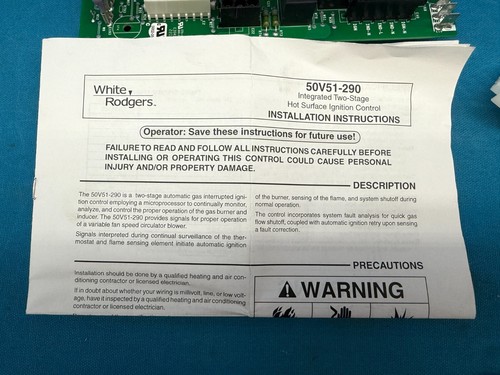 White
Rodgers.
50V51-290
Integrated Two-Stage
Hot Surface Ignition Control
INSTALLATION INSTRUCTIONS
Operator: Save these instructions for future use!
FAILURE TO READ AND FOLLOW ALL INSTRUCTIONS CAREFULLY BEFORE
INSTALLING OR OPERATING THIS CONTROL COULD CAUSE PERSONAL
INJURY AND/OR PROPERTY DAMAGE.
DESCRIPTION
The 50V51-290 is a two-stage automatic gas interrupted igni-
tion control employing a microprocessor to continually monitor,
analyze, and control the proper operation of the gas burner and
inducer. The 50V51-290 provides signals for proper operation
of a variable fan speed circulator blower.
Signals interpreted during continual surveillance of the ther-
mostat and flame sensing element initiate automatic ignition
of the burner, sensing of the flame, and system shutoff during
normal operation.
The control incorporates system fault analysis for quick gas
flow shutoff, coupled with automatic ignition retry upon sensing
a fault correction.
PRECAUTIONS
Installation should be done by a qualified heating and air con-
ditioning contractor or licensed electrician.
If in doubt about whether your wiring is millivolt, line, or low volt-
age, have it inspected by a qualified heating and air conditioning
contractor or licensed electrician.
WARNING